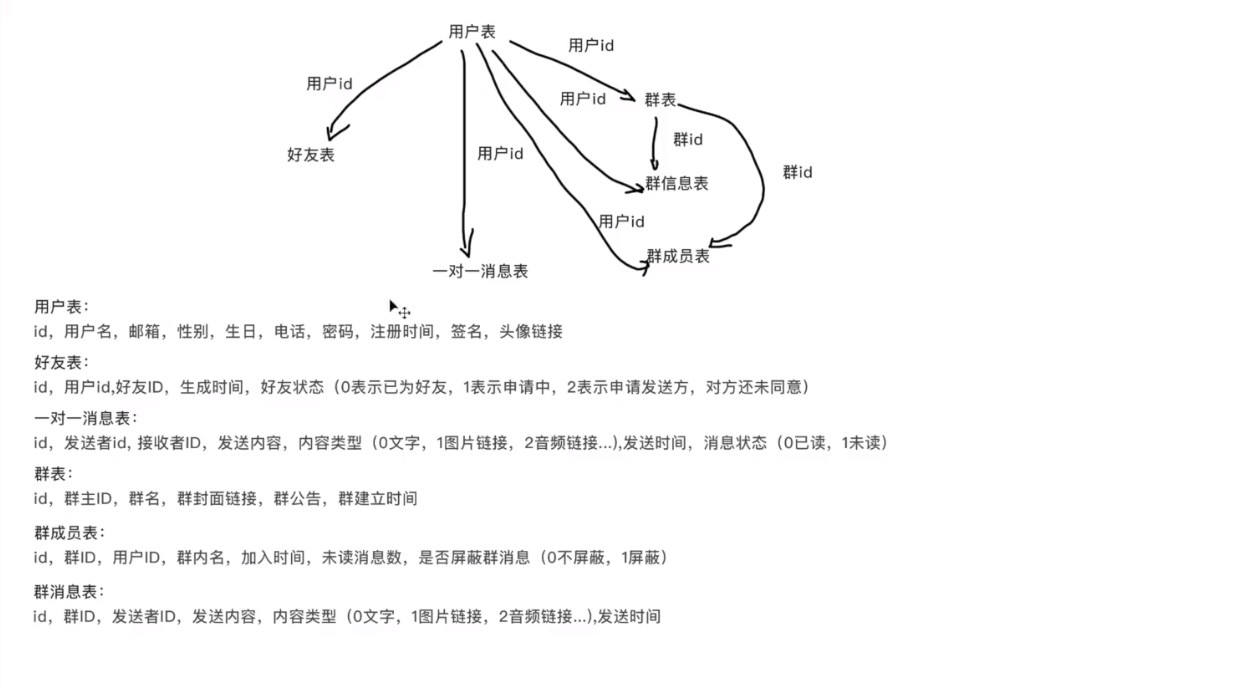 用户表
用户id
用户id
用户id
群表
群id
用户id
好友表
群id
群信息表
用户id
群成员表
一对一消息表
用户表：
id，用户名，邮箱，性别，生日，电话，密码，注册时间，签名，头像链接
好友表：
id，用户id,好友ID，生成时间，好友状态（0表示已为好友，1表示申请中，2表示申请发送方，对方还未同意）
一对一消息表：
id，发送者id, 接收者ID，发送内容，内容类型（0文字，1图片链接，2音频链接...),发送时间，消息状态（0已读，1未读）
群表：
id，群主ID，群名，群封面链接，群公告，群建立时间
群成员表：
id，群ID，用户ID，群内名，加入时间，未读消息数，是否屏蔽群消息（0不屏蔽，1屏蔽）
群消息表：
id，群ID，发送者ID，发送内容，内容类型（0文字，1图片链接，2音频链接...),发送时间